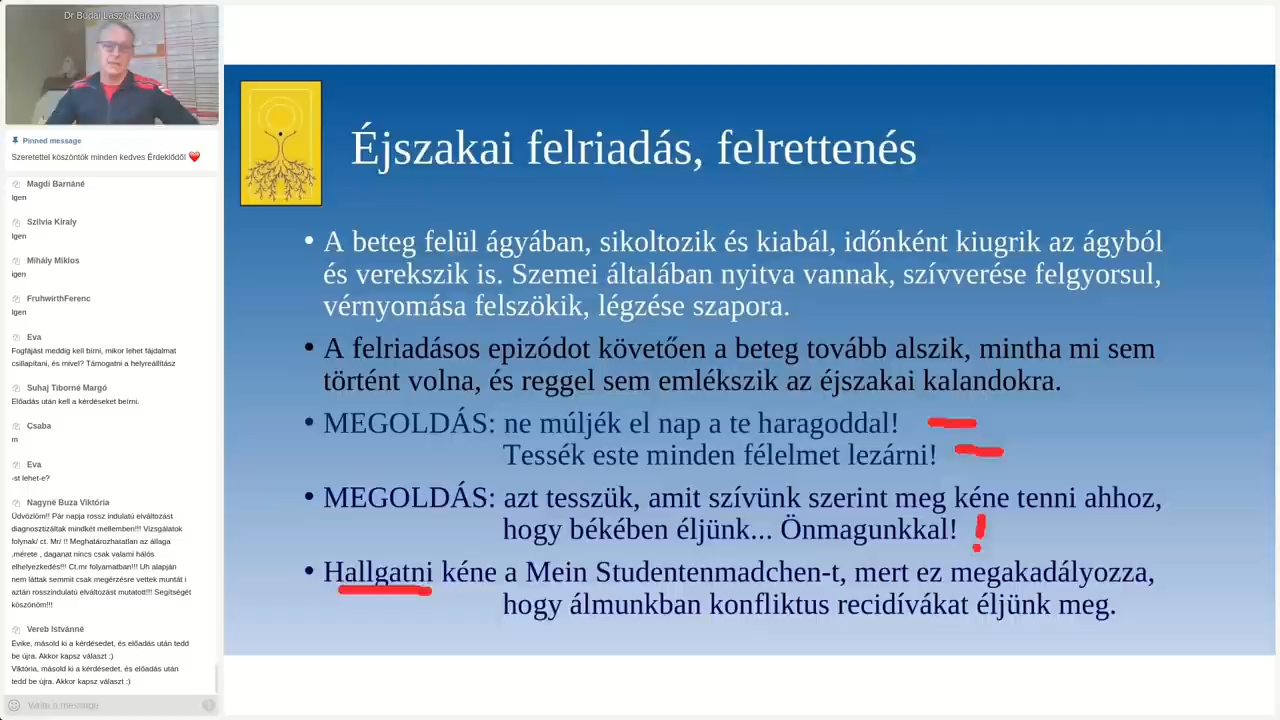 Dr Budai László Károly
Pinned message
Szeretettel köszöntök minden kedves Érdeklődőt ❤️
Magdi Barnáné
Igen
Szilvia Kiraly
Igen
Mihály Miklos
igen
FruhwirthFerenc
Igen
Eva
Fogfájást meddig kell bírni, mikor lehet fájdalmat
csillapítani, és mivel? Támogatni a helyreállítást
Suhaj Tiborné Margó
Előadás után kell a kérdéseket beírni.
Csaba
m
Eva
-st lehet-e?
Nagyné Buza Viktória
Üdvözlöm!! Pár napja rossz indulatú elváltozást
diagnosztizáltak mindkét mellemben!!! Vizsgálatok
folynak/ ct. Mr/ !! Meghatározhatatlan az állaga
,mérete , daganat nincs csak valami hálós
elhelyezkedés!!! Ct.mr folyamatban!!! Uh alapján
nem láttak semmit csak megérzésre vettek muntát i
aztán rosszindulatú elváltozást mutatott!!! Segítségét
köszönöm!!!
Vereb Istvánné
Évike, másold ki a kérdésedet, és előadás után tedd
be újra. Akkor kapsz választ :)
Viktória, másold ki a kérdésedet, és előadás után
tedd be újra. Akkor kapsz választ :)
Write a message
Éjszakai felriadás, felrettenés
• A beteg felül ágyában, sikoltozik és kiabál, időnként kiugrik az ágyból
és verekszik is. Szemei általában nyitva vannak, szívverése felgyorsul,
vérnyomása felszökik, légzése szapora.
• A felriadásos epizódot követően a beteg tovább alszik, mintha mi sem
történt volna, és reggel sem emlékszik az éjszakai kalandokra.
• MEGOLDÁS: ne múljék el nap a te haragoddal!
Tessék este minden félelmet lezárni!
• MEGOLDÁS: azt tesszük, amit szívünk szerint meg kéne tenni ahhoz,
hogy békében éljünk... Önmagunkkal! !
• Hallgatni kéne a Mein Studentenmadchen-t, mert ez megakadályozza,
hogy álmunkban konfliktus recidívákat éljünk meg.